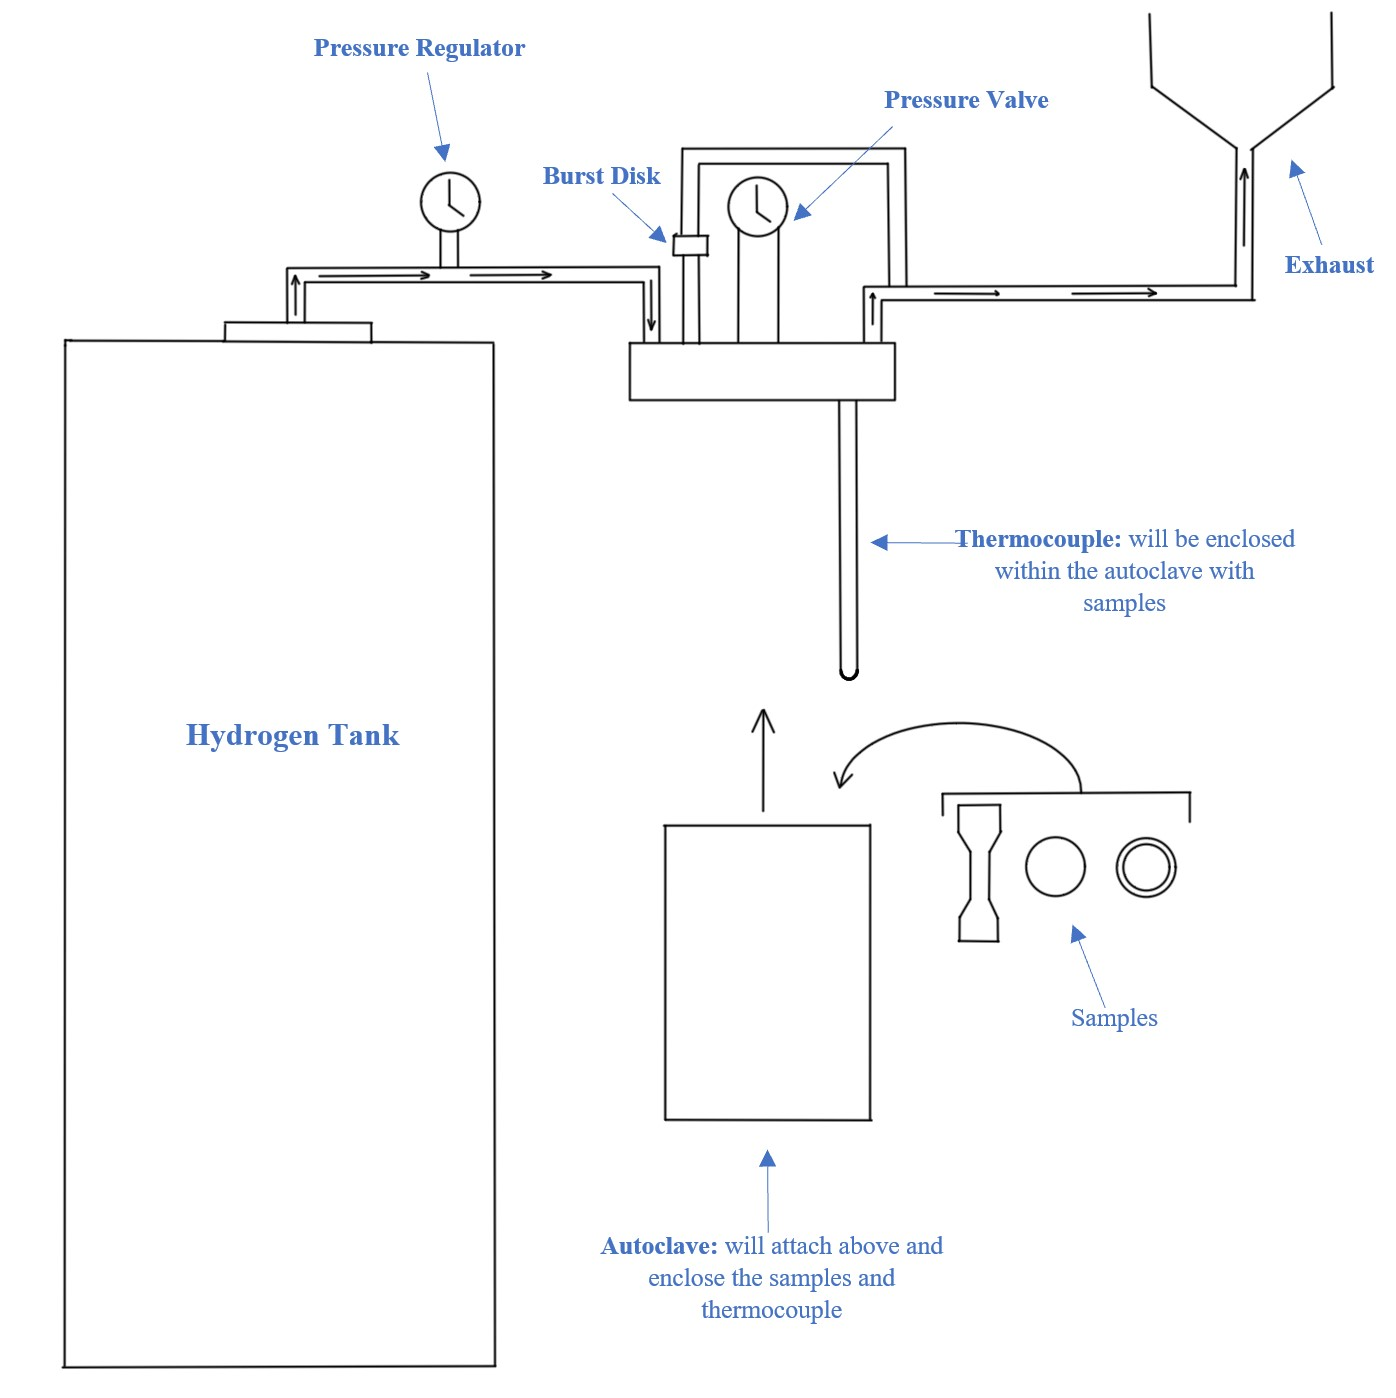 Pressure Regulator
Pressure Valve
Burst Disk
Exhaust
Thermocouple: will be enclosed
within the autoclave with
samples
Hydrogen Tank
Samples
Autoclave: will attach above and
enclose the samples and
thermocouple